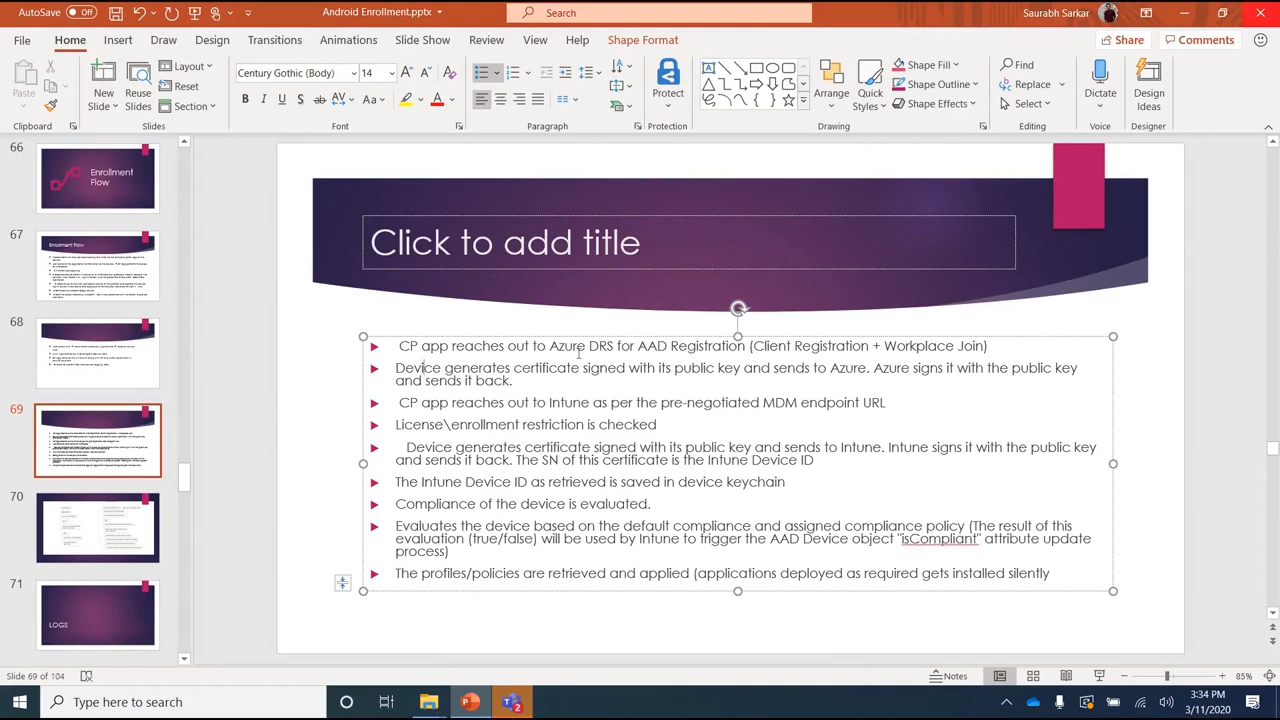 AutoSave Off Android Enrollment.pptx Search Saurabh Sarkar
File Home Insert Draw Design Transitions Animations Slide Show Review View Help Shape Format Share Comments
Paste Clipboard
New Slide Reuse Slides Layout Reset Section Slides
Century Gothic (Body) 14 Font
Paragraph
Protect Protection
Arrange Quick Styles Shape Fill Shape Outline Shape Effects Drawing
Find Replace Select Editing
Dictate Voice
Design Ideas Designer
66
Enrollment
Flow
67
Enrollment Flow
68
69
70
71
LOGS
Click to add title
CP app reaches out to Azure DRS for AAD Registration (Client Registration + Workplace Join)
Device generates certificate signed with its public key and sends to Azure. Azure signs it with the public key
and sends it back.
CP app reaches out to Intune as per the pre-negotiated MDM endpoint URL
License\enrollment restriction is checked
Device generates certificate signed with its public key and sends to Intune. Intune signs it with the public key
and sends it back. The SN of this certificate is the Intune Device ID
The Intune Device ID as retrieved is saved in device keychain
Compliance of the device is evaluated.
Evaluates the device based on the default compliance and assigned compliance policy (The result of this
evaluation (true/false) will be used by Intune to trigger the AAD Device object "isCompliant" attribute update
process)
The profiles/policies are retrieved and applied (applications deployed as required gets installed silently
Slide 69 of 104 Notes 85%
Type here to search 3:34 PM
3/11/2020